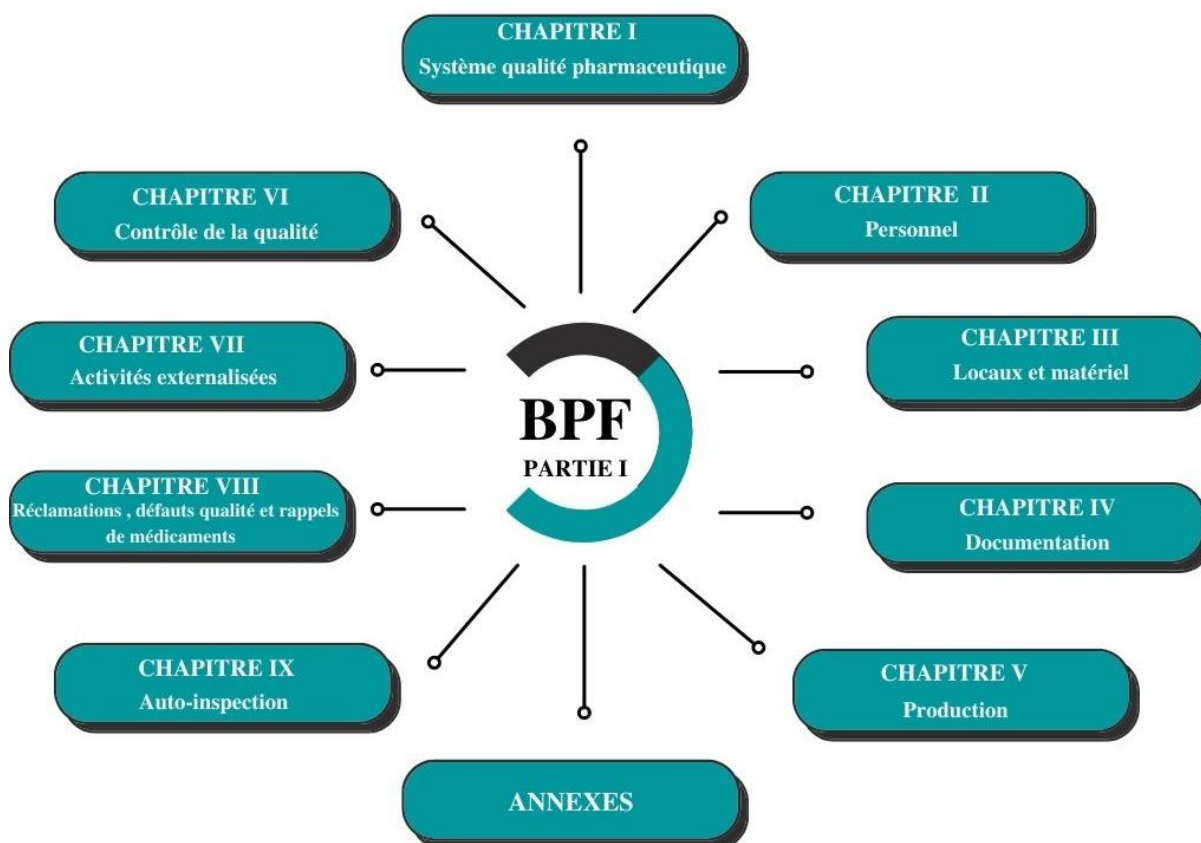 CHAPITRE I
Système qualité pharmaceutique
CHAPITRE VI
Contrôle de la qualité
CHAPITRE II
Personnel
CHAPITRE VII
Activités externalisées
CHAPITRE III
Locaux et matériel
BPF
PARTIE I
CHAPITRE VIII
Réclamations , défauts qualité et rappels
de médicaments
CHAPITRE IV
Documentation
CHAPITRE IX
Auto-inspection
CHAPITRE V
Production
ANNEXES